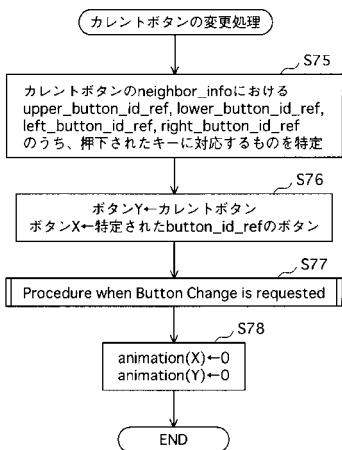 カレントボタンの変更処理
S75
カレントボタンのneighbor_infoにおける
upper_button_id_ref, lower_button_id_ref,
left_button_id_ref, right_button_id_ref
のうち、押下されたキーに対応するものを特定
S76
ボタンY←カレントボタン
ボタンX←特定されたbutton_id_refのボタン
S77
Procedure when Button Change is requested
S78
animation(X)←0
animation(Y)←0
END